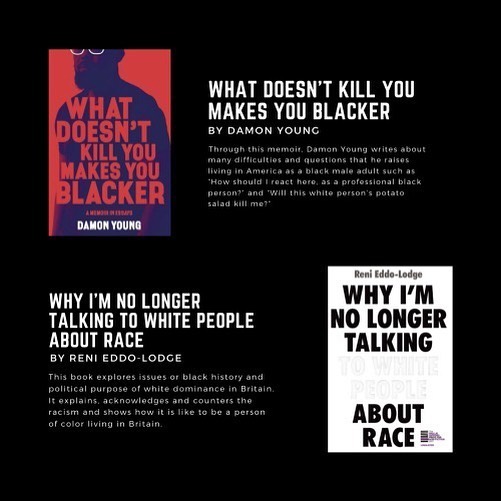 WHAT
DOESN'T
KILL YOU
MAKES YOU
BLACKER
A MEMOIR IN ESSAYS
DAMON YOUNG
WHAT DOESN'T KILL YOU
MAKES YOU BLACKER
BY DAMON YOUNG
Through this memoir, Damon Young writes about
many difficulties and questions that he raises
living in America as a black male adult such as
"How should I react here, as a professional black
person?" and "Will this white person's potato
salad kill me?"
WHY I'M NO LONGER
TALKING TO WHITE PEOPLE
ABOUT RACE
BY RENI EDDO-LODGE
This book explores issues or black history and
political purpose of white dominance in Britain.
It explains, acknowledges and counters the
racism and shows how it is like to be a person
of color living in Britain.
Reni Eddo-Lodge
WHY I'M
NO LONGER
TALKING
TO WHITE
PEOPLE
ABOUT
RACE